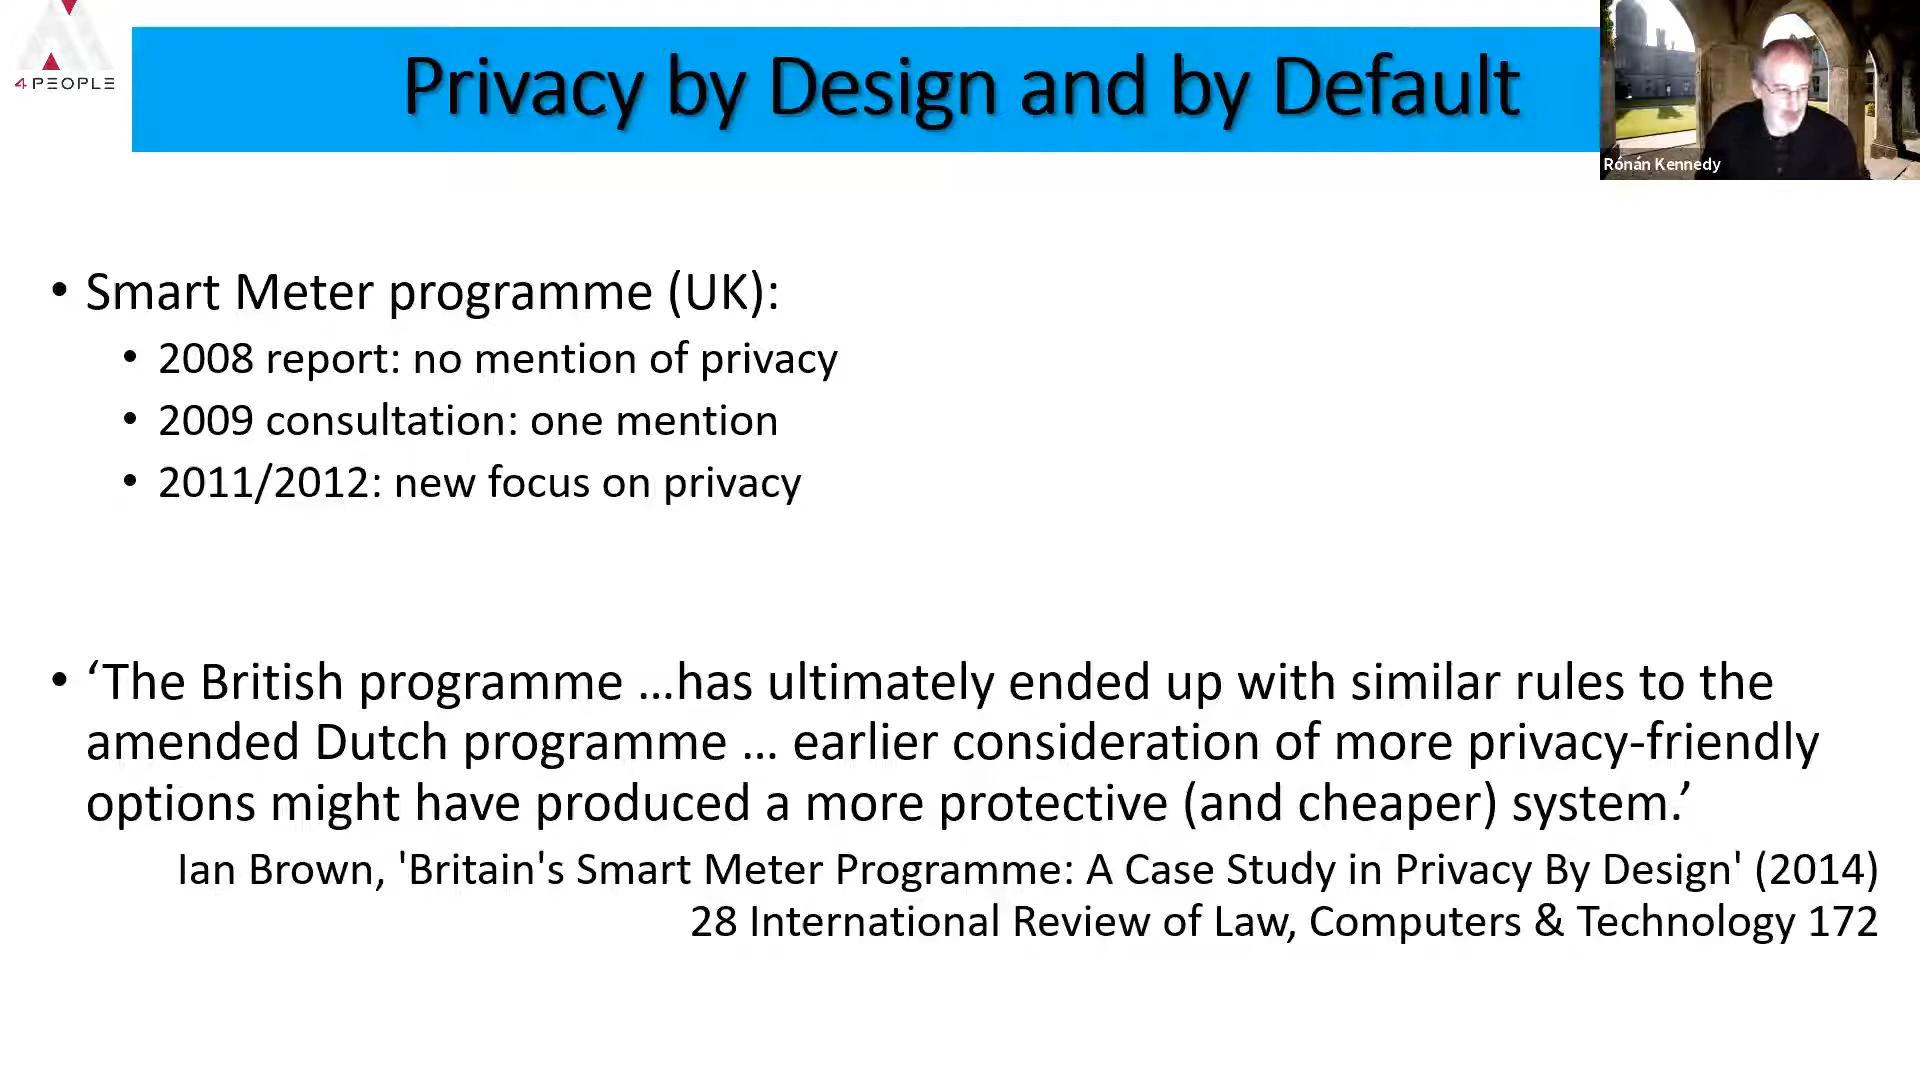 4 PEOPLE
Privacy by Design and by Default
Rónán Kennedy
• Smart Meter programme (UK):
• 2008 report: no mention of privacy
• 2009 consultation: one mention
• 2011/2012: new focus on privacy
• ‘The British programme …has ultimately ended up with similar rules to the
amended Dutch programme … earlier consideration of more privacy-friendly
options might have produced a more protective (and cheaper) system.’
Ian Brown, 'Britain's Smart Meter Programme: A Case Study in Privacy By Design' (2014)
28 International Review of Law, Computers & Technology 172